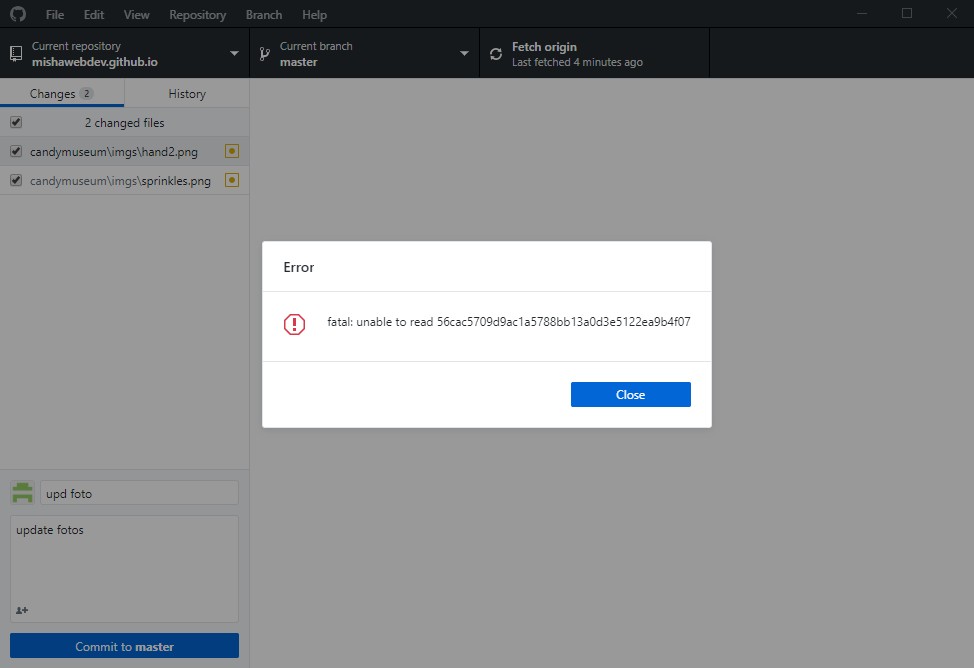 File Edit View Repository Branch Help
Current repository
mishawebdev.github.io
Current branch
master
Fetch origin
Last fetched 4 minutes ago
Changes 2 History
2 changed files
candymuseum\imgs\hand2.png
candymuseum\imgs\sprinkles.png
Error
fatal: unable to read 56cac5709d9ac1a5788bb13a0d3e5122ea9b4f07
Close
upd foto
update fotos
Commit to master